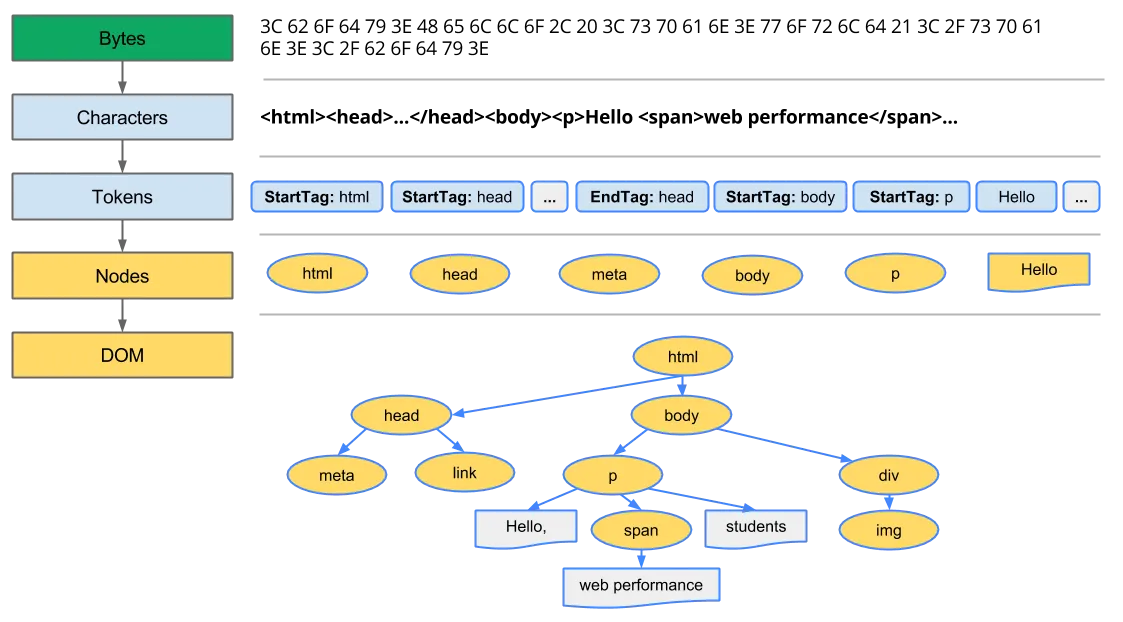 Bytes
3C 62 6F 64 79 3E 48 65 6C 6C 6F 2C 20 3C 73 70 61 6E 3E 77 6F 72 6C 64 21 3C 2F 73 70 61
6E 3E 3C 2F 62 6F 64 79 3E
Characters
<html><head>...</head><body><p>Hello <span>web performance</span>...
Tokens
StartTag: html StartTag: head ... EndTag: head StartTag: body StartTag: p Hello ...
Nodes
html head meta body p Hello
DOM
html
head body
meta link p div
Hello, span students img
web performance